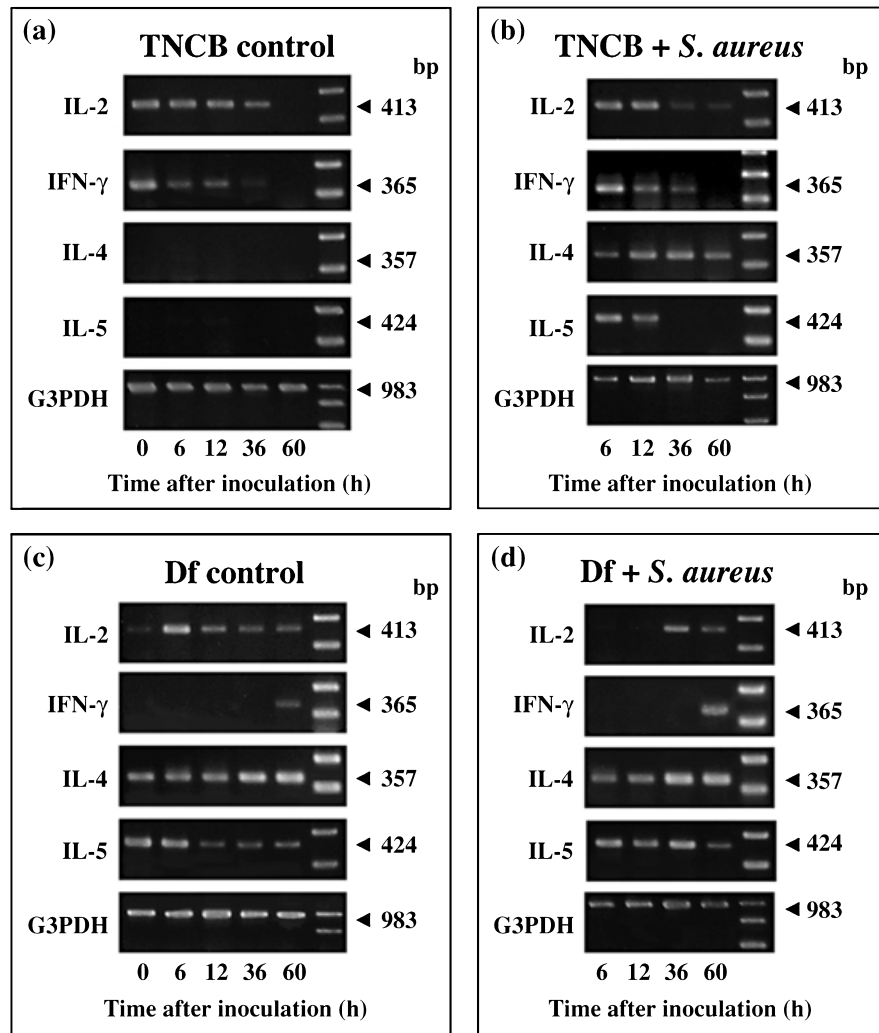 (a)
TNCB control
bp
IL-2
413
IFN-γ
365
IL-4
357
IL-5
424
G3PDH
983
0 6 12 36 60
Time after inoculation (h)
(b)
TNCB + S. aureus
bp
IL-2
413
IFN-γ
365
IL-4
357
IL-5
424
G3PDH
983
6 12 36 60
Time after inoculation (h)
(c)
Df control
bp
IL-2
413
IFN-γ
365
IL-4
357
IL-5
424
G3PDH
983
0 6 12 36 60
Time after inoculation (h)
(d)
Df + S. aureus
bp
IL-2
413
IFN-γ
365
IL-4
357
IL-5
424
G3PDH
983
6 12 36 60
Time after inoculation (h)